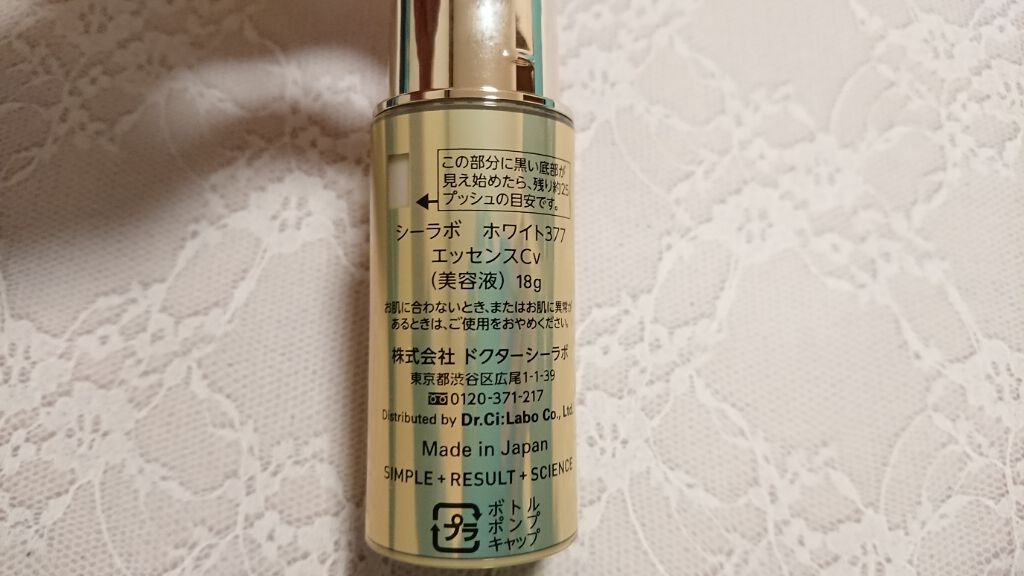 この部分に黒い底部が
見え始めたら、残り約25
プッシュの目安です。
シーラボ ホワイト377
エッセンスCv
(美容液) 18g
お肌に合わないとき、またはお肌に異常が
あるときは、ご使用をおやめください。
株式会社 ドクターシーラボ
東京都渋谷区広尾1-1-39
0120-371-217
Distributed by Dr.Ci:Labo Co., Ltd.
Made in Japan
SIMPLE + RESULT + SCIENCE
プラ
ボトル
ポンプ
キャップ